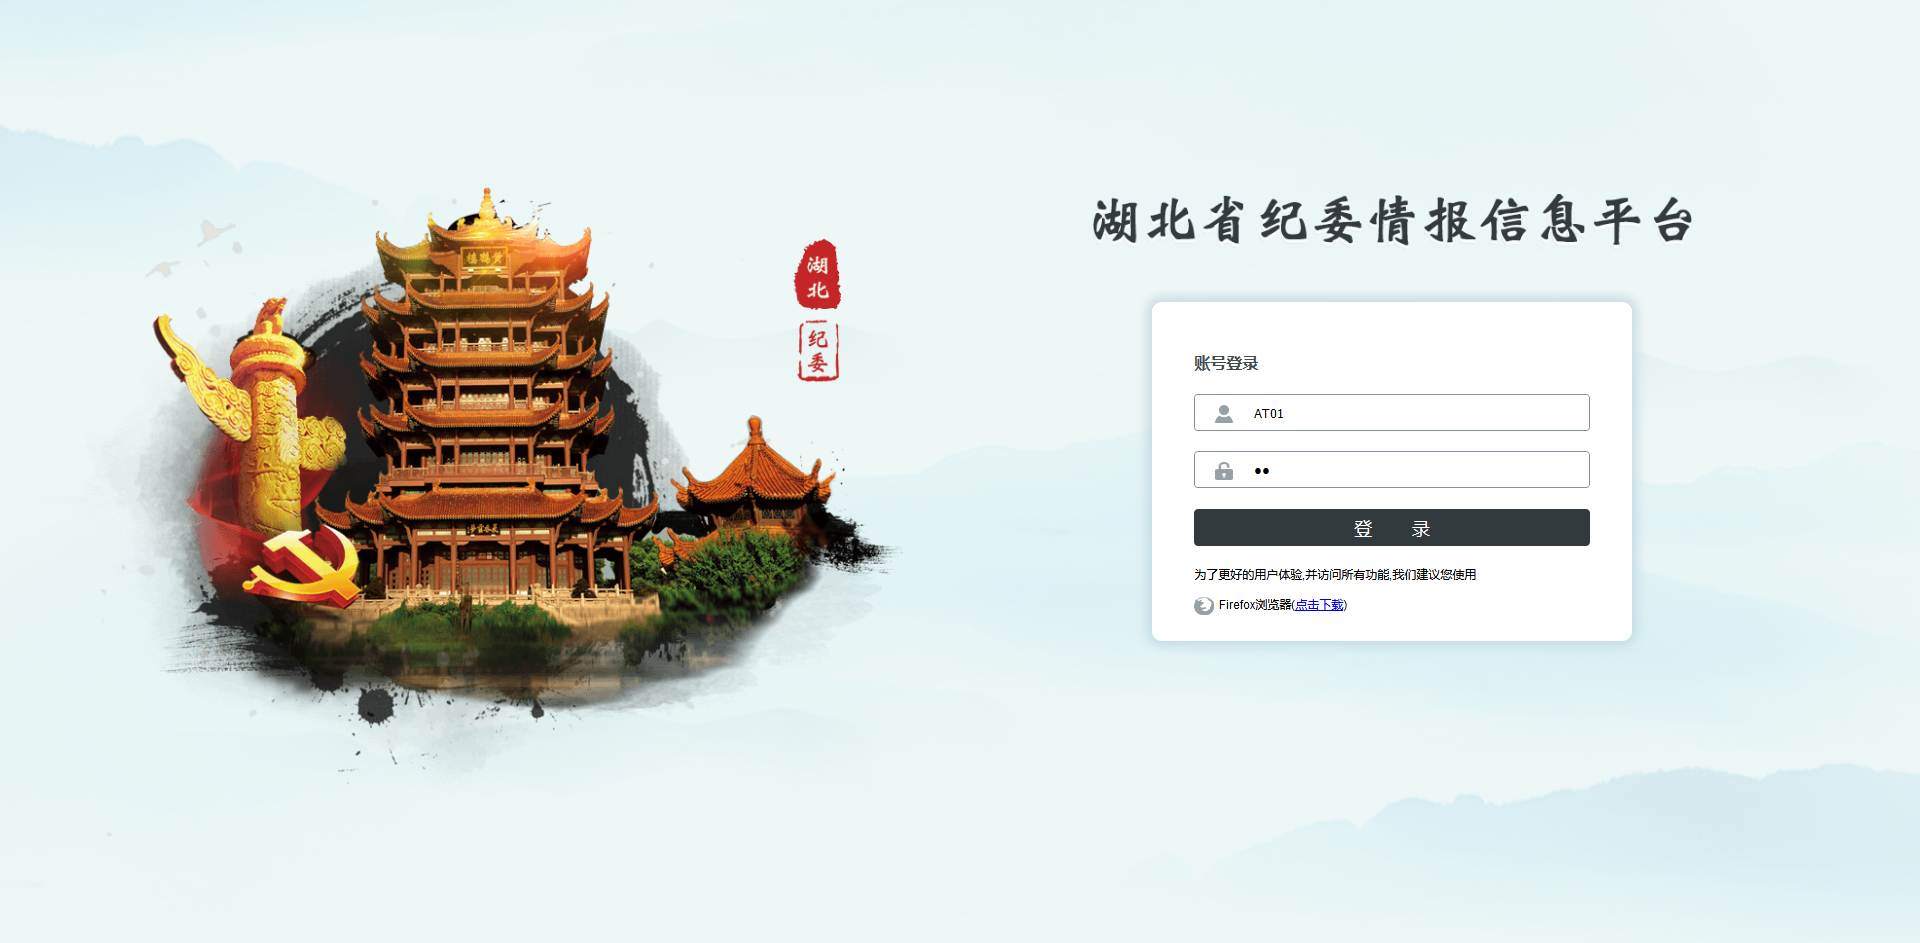 湖北省纪委情报信息平台
黄鹤楼
湖北
纪委
账号登录
AT01
登 录
为了更好的用户体验,并访问所有功能,我们建议您使用
Firefox浏览器(点击下载)